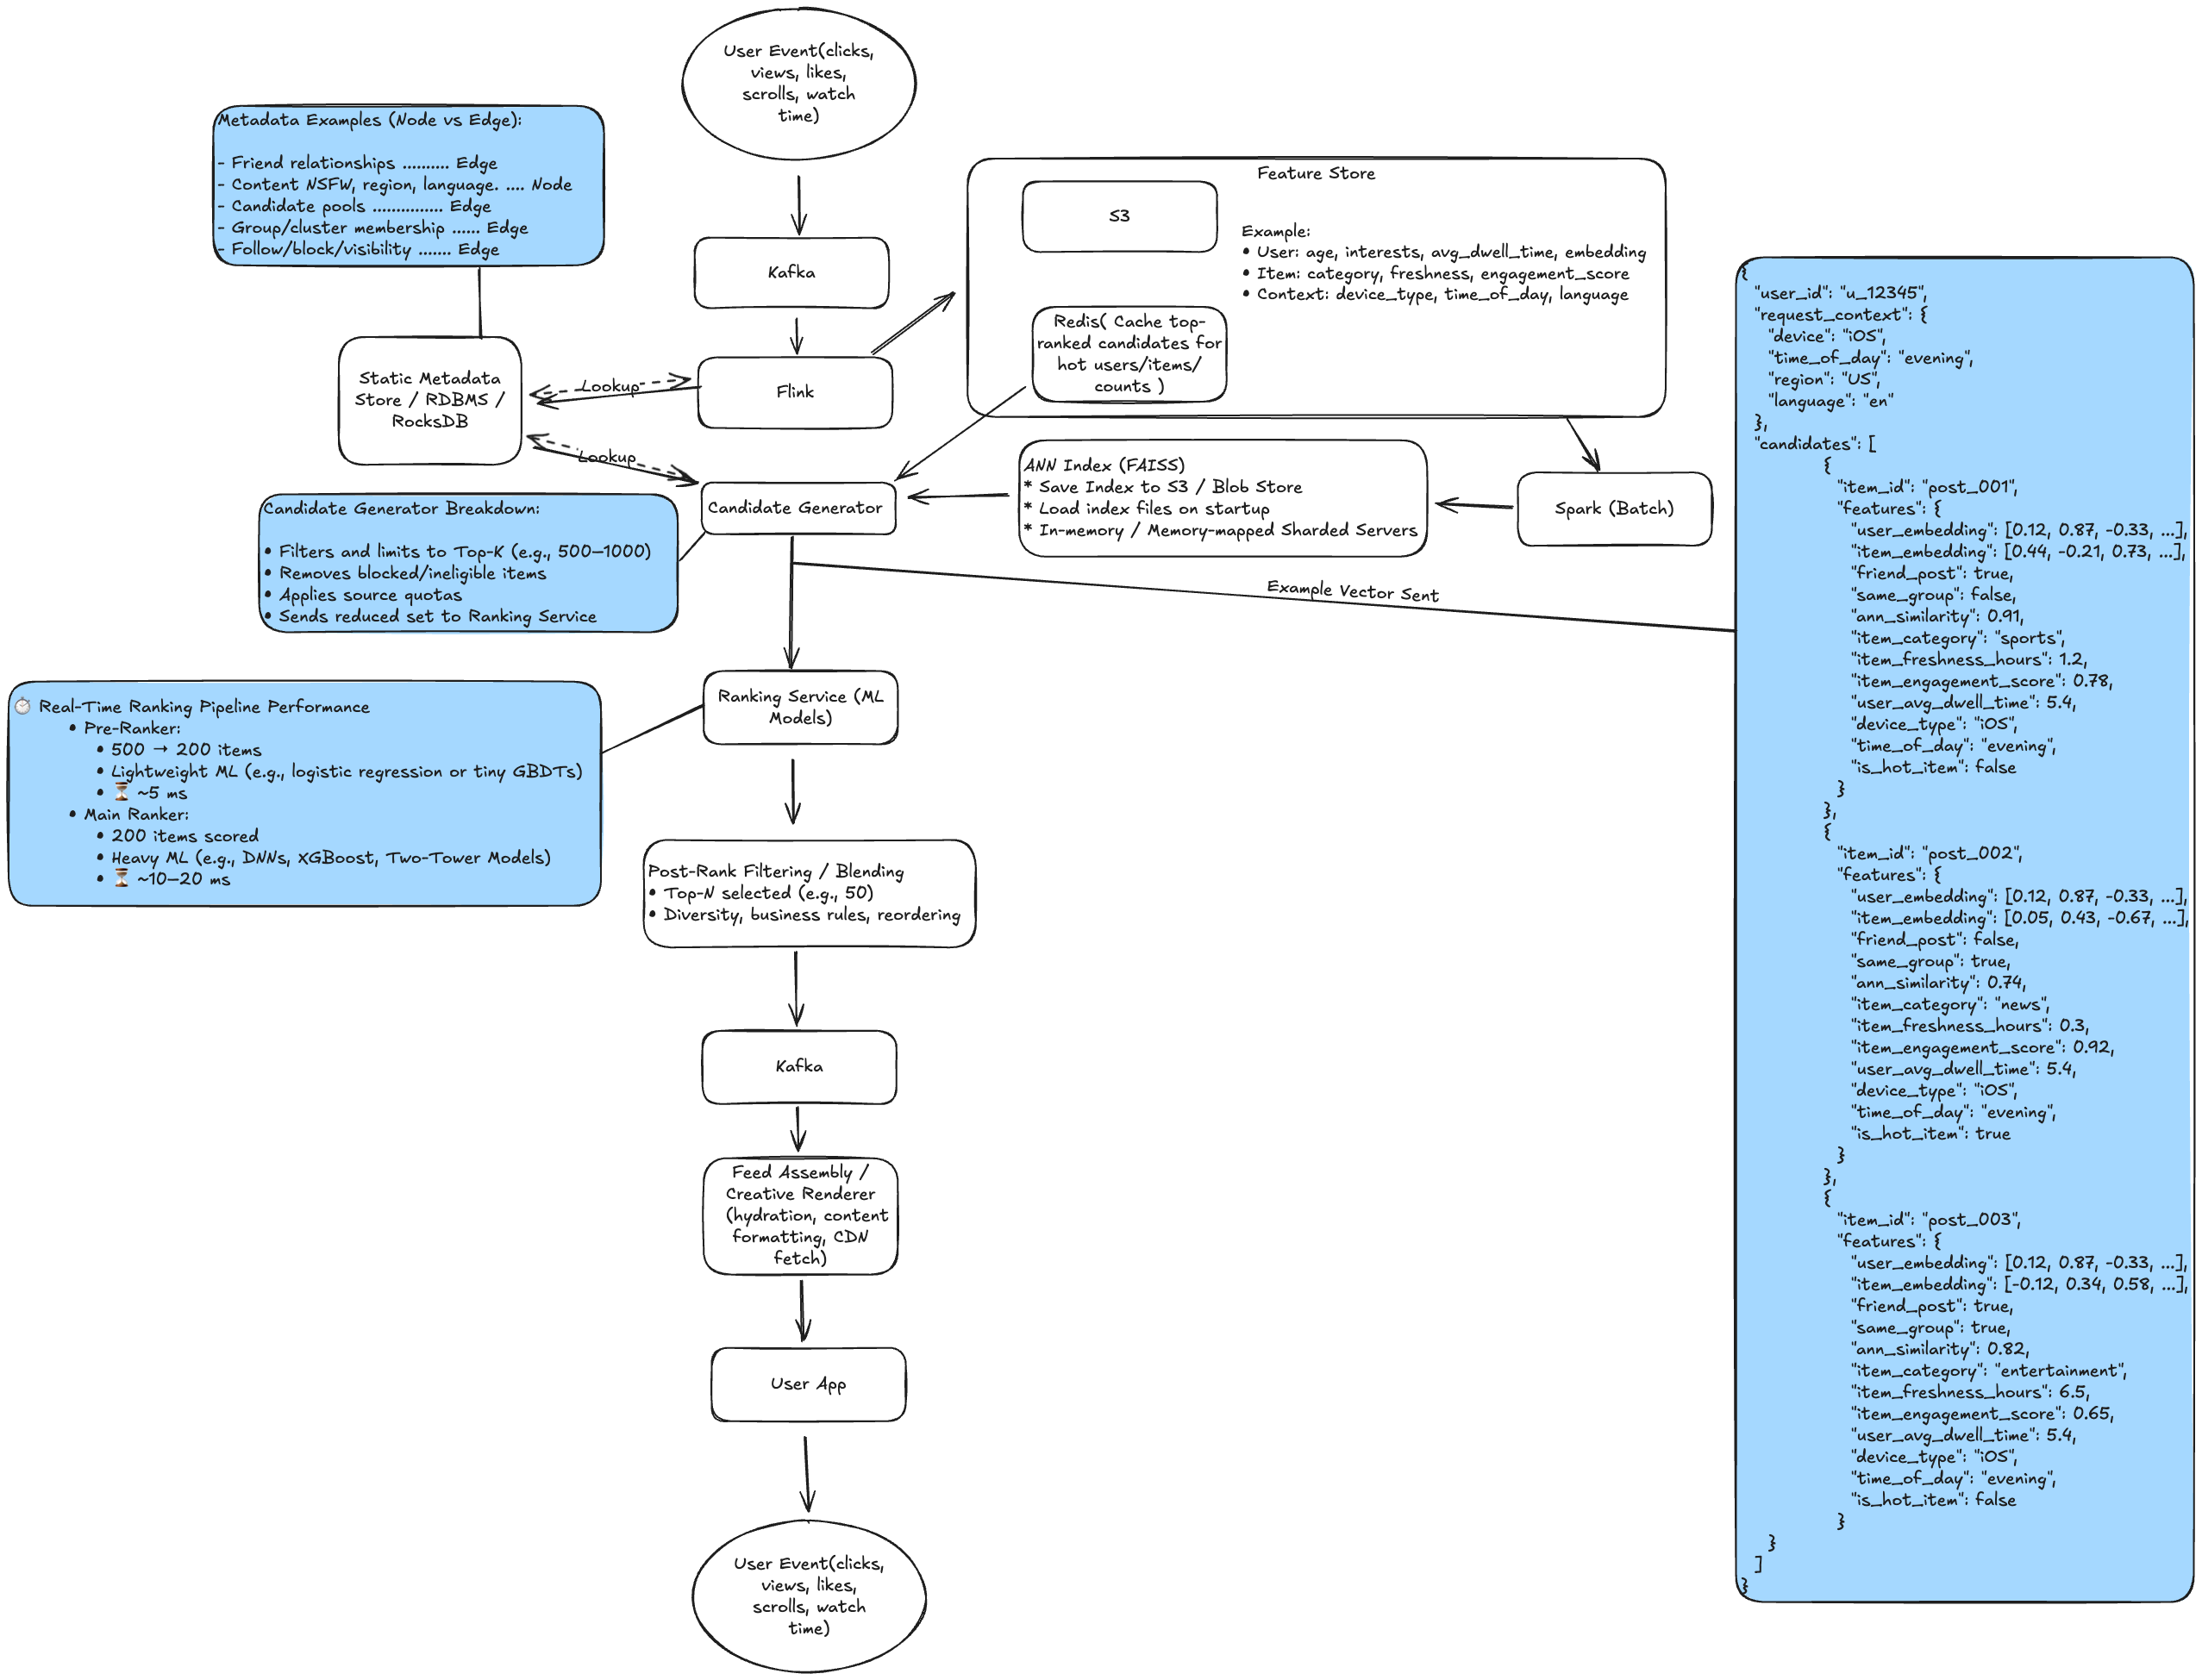 User Event(clicks,
views, likes,
scrolls, watch
time)
Metadata Examples (Node vs Edge):
- Friend relationships .......... Edge
- Content NSFW, region, language. .... Node
- Candidate pools ............... Edge
- Group/cluster membership ...... Edge
- Follow/block/visibility ....... Edge
Kafka
Feature Store
S3
Example:
• User: age, interests, avg_dwell_time, embedding
• Item: category, freshness, engagement_score
• Context: device_type, time_of_day, language
Redis( Cache top-
ranked candidates for
hot users/items/
counts )
Static Metadata
Store / RDBMS /
RocksDB
Lookup
Flink
Lookup
Candidate Generator
ANN Index (FAISS)
* Save Index to S3 / Blob Store
* Load index files on startup
* In-memory / Memory-mapped Sharded Servers
Spark (Batch)
Candidate Generator Breakdown:
• Filters and limits to Top-K (e.g., 500–1000)
• Removes blocked/ineligible items
• Applies source quotas
• Sends reduced set to Ranking Service
Example Vector Sent
Ranking Service (ML
Models)
⏱ Real-Time Ranking Pipeline Performance
• Pre-Ranker:
• 500 → 200 items
• Lightweight ML (e.g., logistic regression or tiny GBDTs)
• ⏳ ~5 ms
• Main Ranker:
• 200 items scored
• Heavy ML (e.g., DNNs, XGBoost, Two-Tower Models)
• ⏳ ~10–20 ms
Post-Rank Filtering / Blending
• Top-N selected (e.g., 50)
• Diversity, business rules, reordering
Kafka
Feed Assembly /
Creative Renderer
(hydration, content
formatting, CDN
fetch)
User App
User Event(clicks,
views, likes,
scrolls, watch
time)
{
"user_id": "u_12345",
"request_context": {
"device": "iOS",
"time_of_day": "evening",
"region": "US",
"language": "en"
},
"candidates": [
{
"item_id": "post_001",
"features": {
"user_embedding": [0.12, 0.87, -0.33, ...],
"item_embedding": [0.44, -0.21, 0.73, ...],
"friend_post": true,
"same_group": false,
"ann_similarity": 0.91,
"item_category": "sports",
"item_freshness_hours": 1.2,
"item_engagement_score": 0.78,
"user_avg_dwell_time": 5.4,
"device_type": "iOS",
"time_of_day": "evening",
"is_hot_item": false
}
},
{
"item_id": "post_002",
"features": {
"user_embedding": [0.12, 0.87, -0.33, ...],
"item_embedding": [0.05, 0.43, -0.67, ...],
"friend_post": false,
"same_group": true,
"ann_similarity": 0.74,
"item_category": "news",
"item_freshness_hours": 0.3,
"item_engagement_score": 0.92,
"user_avg_dwell_time": 5.4,
"device_type": "iOS",
"time_of_day": "evening",
"is_hot_item": true
}
},
{
"item_id": "post_003",
"features": {
"user_embedding": [0.12, 0.87, -0.33, ...],
"item_embedding": [-0.12, 0.34, 0.58, ...],
"friend_post": true,
"same_group": true,
"ann_similarity": 0.82,
"item_category": "entertainment",
"item_freshness_hours": 6.5,
"item_engagement_score": 0.65,
"user_avg_dwell_time": 5.4,
"device_type": "iOS",
"time_of_day": "evening",
"is_hot_item": false
}
}
]
}